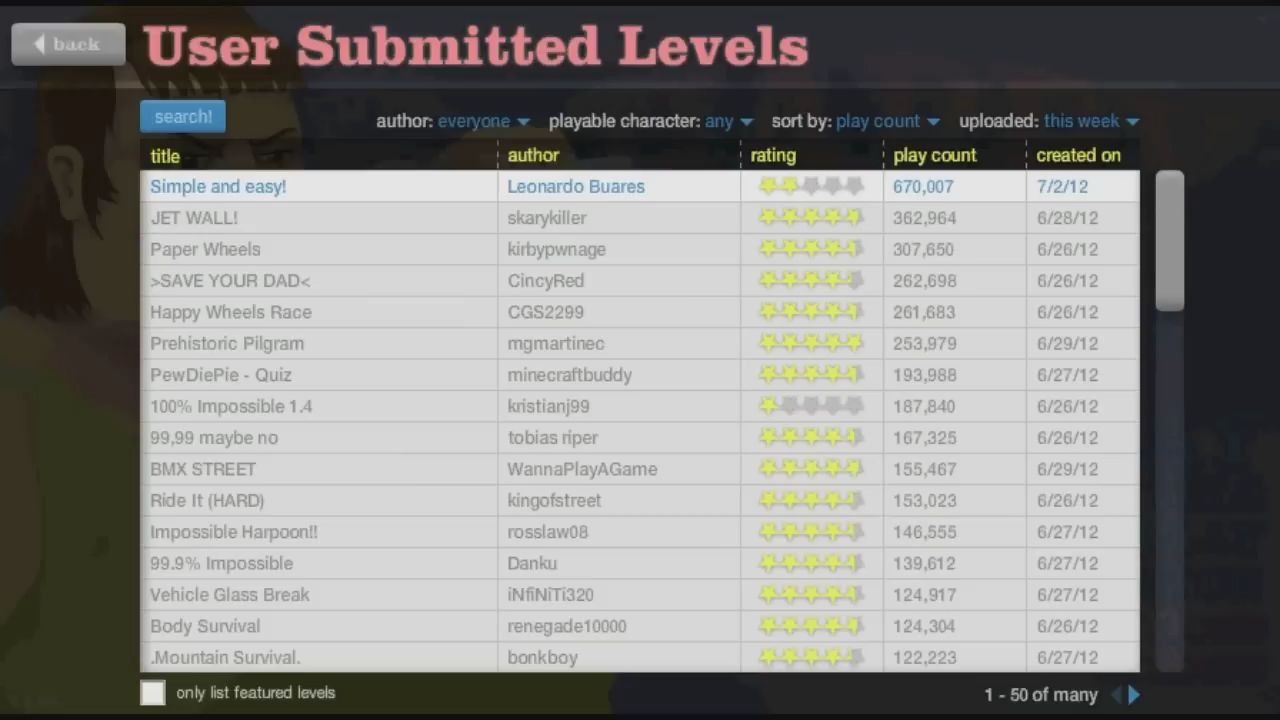 back
User Submitted Levels
search! author: everyone playable character: any sort by: play count uploaded: this week
title author rating play count created on
Simple and easy! Leonardo Buares 670,007 7/2/12
JET WALL! skarykiller 362,964 6/28/12
Paper Wheels kirbypwnage 307,650 6/26/12
>SAVE YOUR DAD< CincyRed 262,698 6/26/12
Happy Wheels Race CGS2299 261,683 6/26/12
Prehistoric Pilgram mgmartinec 253,979 6/29/12
PewDiePie - Quiz minecraftbuddy 193,988 6/27/12
100% Impossible 1.4 kristianj99 187,840 6/26/12
99,99 maybe no tobias riper 167,325 6/26/12
BMX STREET WannaPlayAGame 155,467 6/29/12
Ride It (HARD) kingofstreet 153,023 6/26/12
Impossible Harpoon!! rosslaw08 146,555 6/27/12
99.9% Impossible Danku 139,612 6/27/12
Vehicle Glass Break iNfiNiTi320 124,917 6/27/12
Body Survival renegade10000 124,304 6/26/12
.Mountain Survival. bonkboy 122,223 6/27/12
only list featured levels 1 - 50 of many